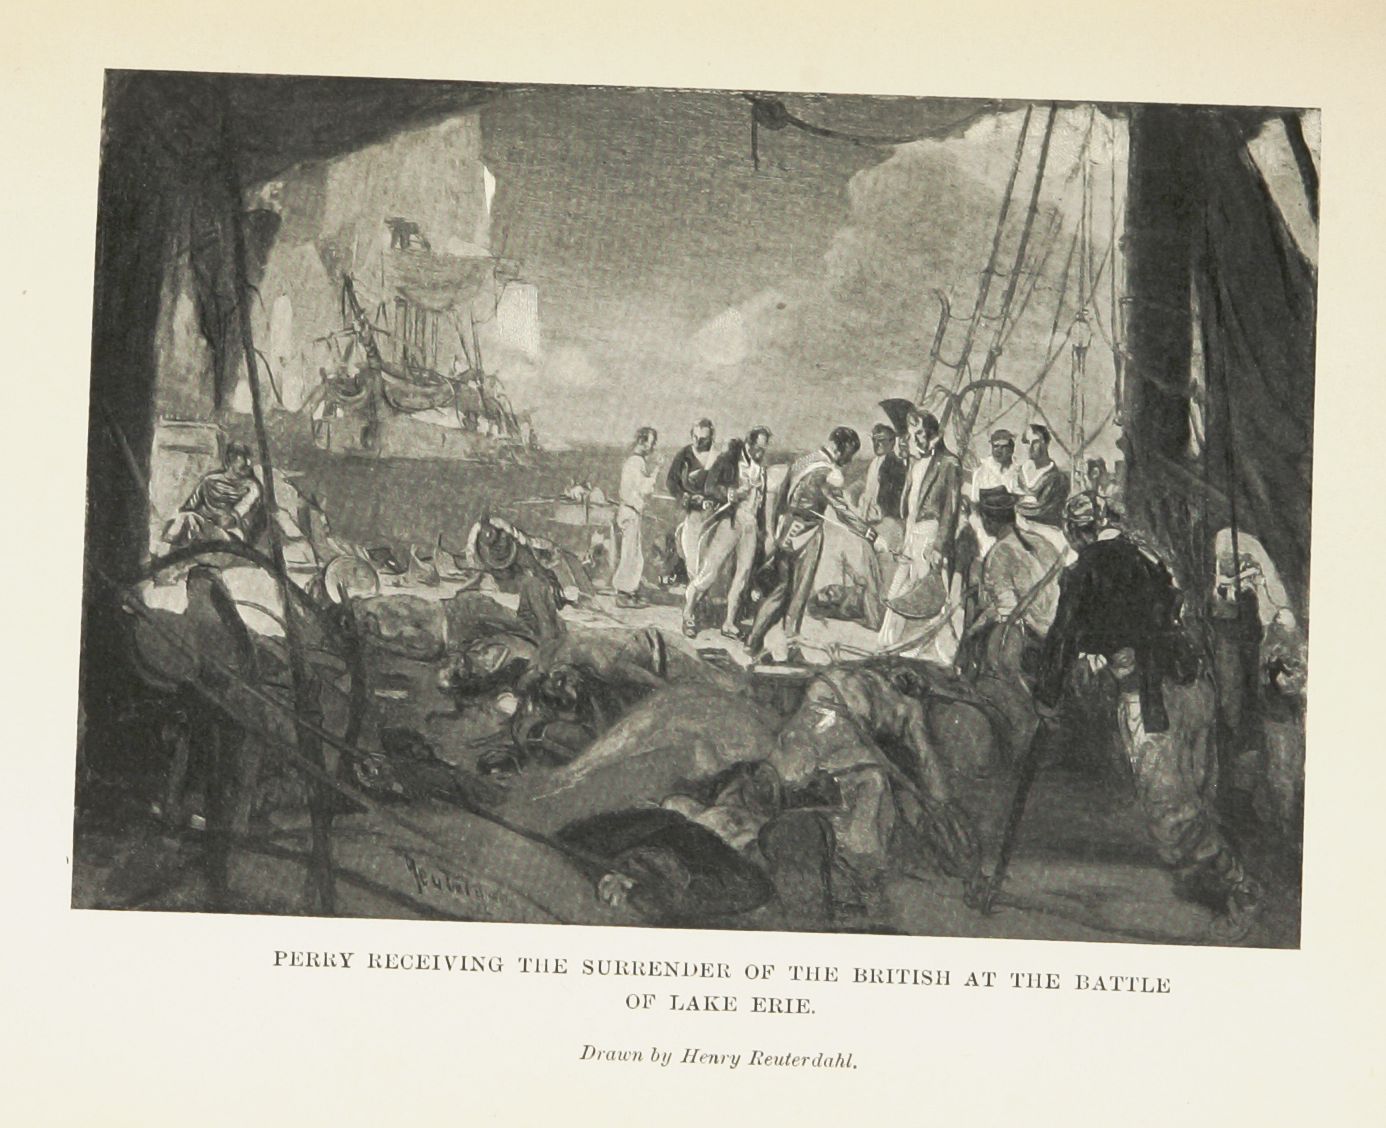 PERRY RECEIVING THE SURRENDER OF THE BRITISH AT THE BATTLE
OF LAKE ERIE.
Drawn by Henry Reuterdahl.